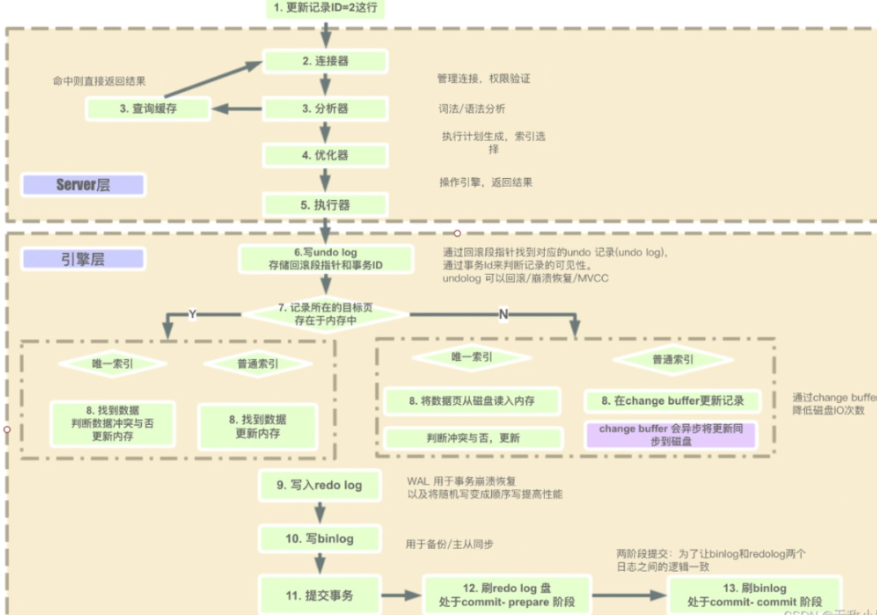 1. 更新记录ID=2这行
2. 连接器
命中则直接返回结果
管理连接，权限验证
3. 查询缓存
3. 分析器
词法/语法分析
执行计划生成，索引选
择
4. 优化器
操作引擎，返回结果
Server层
5. 执行器
引擎层
6.写undo log
存储回滚段指针和事务ID
通过回滚段指针找到对应的undo 记录(undo log)，
通过事务Id来判断记录的可见性。
undolog 可以回滚/崩溃恢复/MVCC
7. 记录所在的目标页
存在于内存中
Y
N
唯一索引
普通索引
唯一索引
普通索引
8. 找到数据
判断数据冲突与否
更新内存
8. 找到数据
更新内存
8. 将数据页从磁盘读入内存
判断冲突与否，更新
8. 在change buffer更新记录
change buffer 会异步将更新同
步到磁盘
通过change buffer
降低磁盘IO次数
9. 写入redo log
WAL 用于事务崩溃恢复
以及将随机写变成顺序写提高性能
10. 写binlog
用于备份/主从同步
两阶段提交：为了让binlog和redolog两个
日志之间的逻辑一致
11. 提交事务
12. 刷redo log 盘
处于commit- prepare 阶段
13. 刷binlog
处于commit- commit 阶段